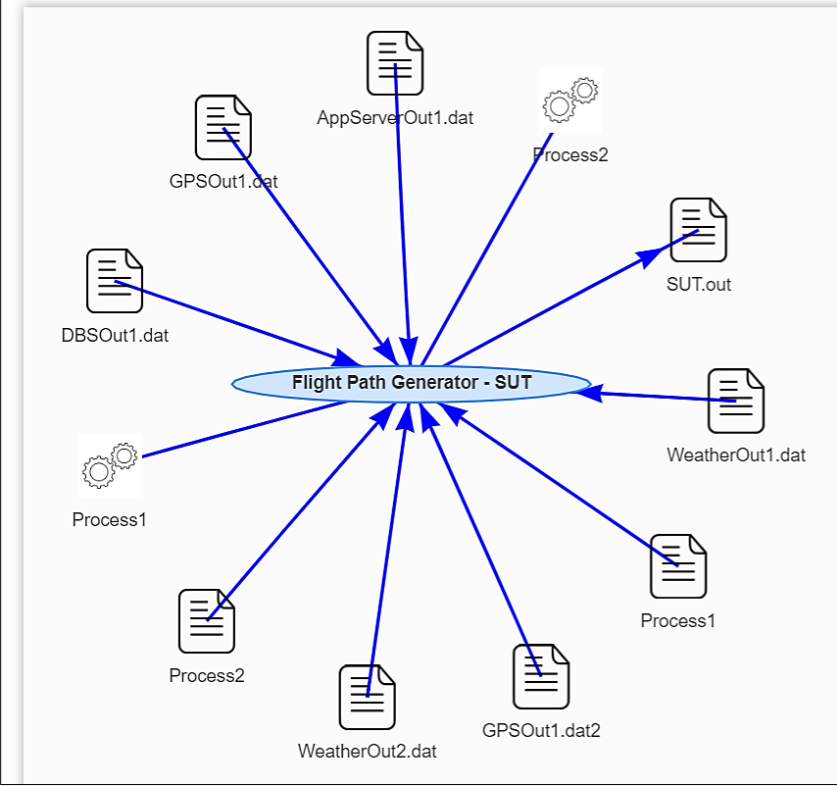 AppServerOut1.dat
Process2
GPSOut1.dat
SUT.out
DBSOut1.dat
Flight Path Generator - SUT
WeatherOut1.dat
Process1
Process1
Process2
GPSOut1.dat2
WeatherOut2.dat